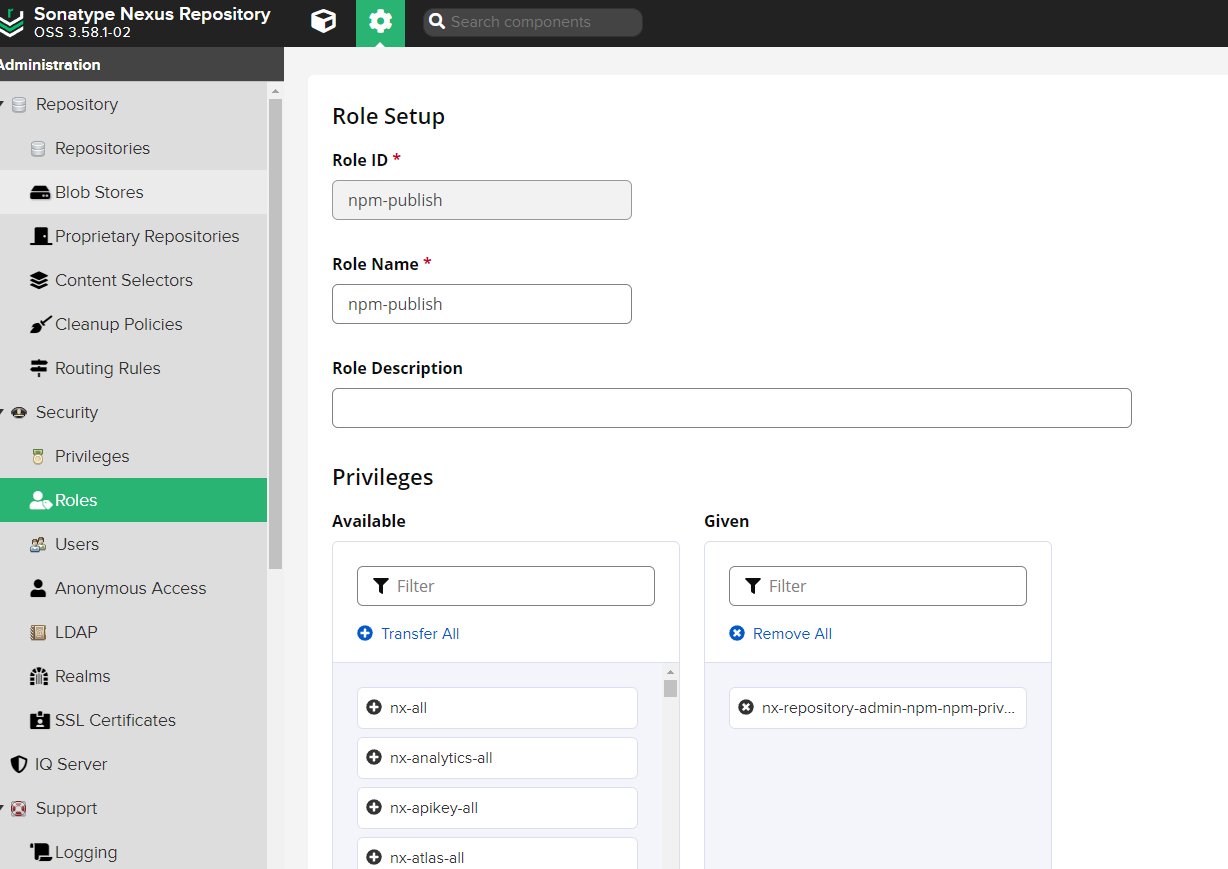 Sonatype Nexus Repository
OSS 3.58.1-02
Search components
Administration
Repository
Repositories
Blob Stores
Proprietary Repositories
Content Selectors
Cleanup Policies
Routing Rules
Security
Privileges
Roles
Users
Anonymous Access
LDAP
Realms
SSL Certificates
IQ Server
Support
Logging
Role Setup
Role ID *
npm-publish
Role Name *
npm-publish
Role Description
Privileges
Available
Filter
Transfer All
nx-all
nx-analytics-all
nx-apikey-all
nx-atlas-all
Given
Filter
Remove All
nx-repository-admin-npm-npm-priv...